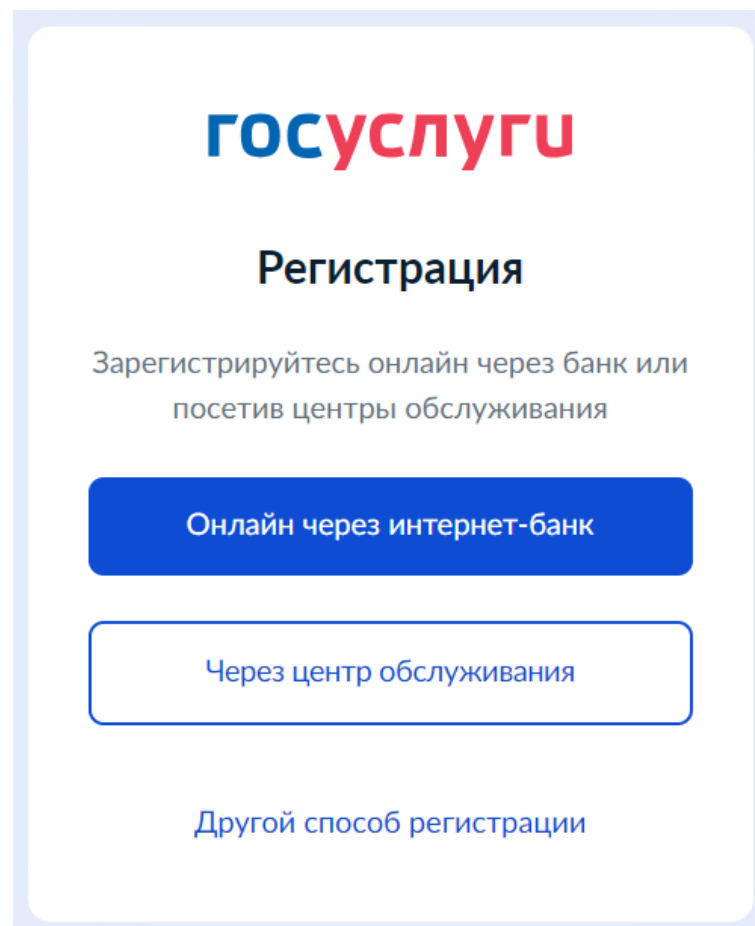 госуслуги
Регистрация
Зарегистрируйтесь онлайн через банк или
посетив центры обслуживания
Онлайн через интернет-банк
Через центр обслуживания
Другой способ регистрации